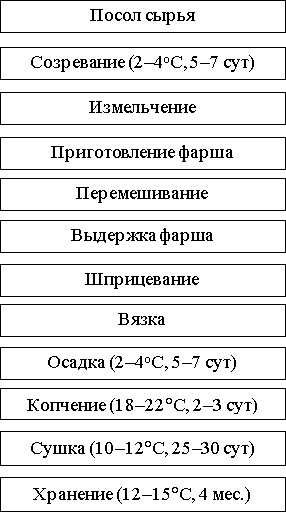 Посол сырья
Созревание (2–4°С, 5–7 сут)
Измельчение
Приготовление фарша
Перемешивание
Выдержка фарша
Шприцевание
Вязка
Осадка (2–4°С, 5–7 сут)
Копчение (18–22°С, 2–3 сут)
Сушка (10–12°С, 25–30 сут)
Хранение (12–15°С, 4 мес.)